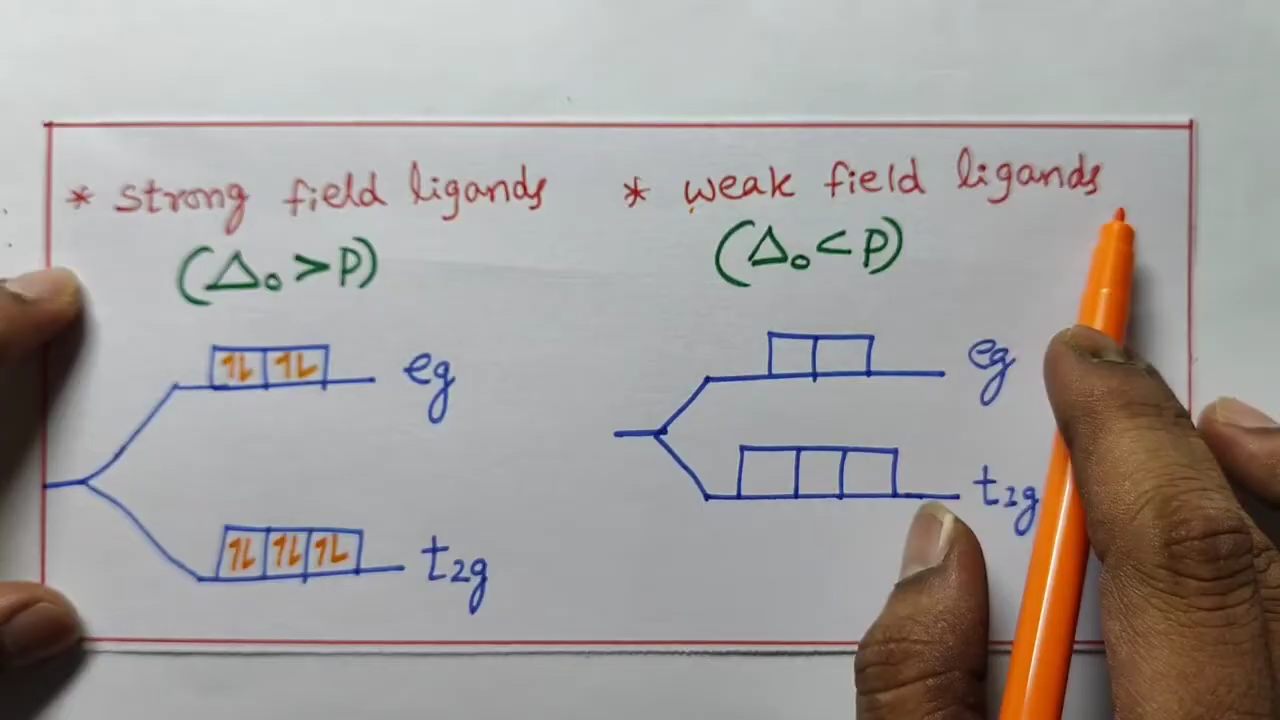 * strong field ligands
(Δo > P)
eg
t2g
* weak field ligands
(Δo < P)
eg
t2g